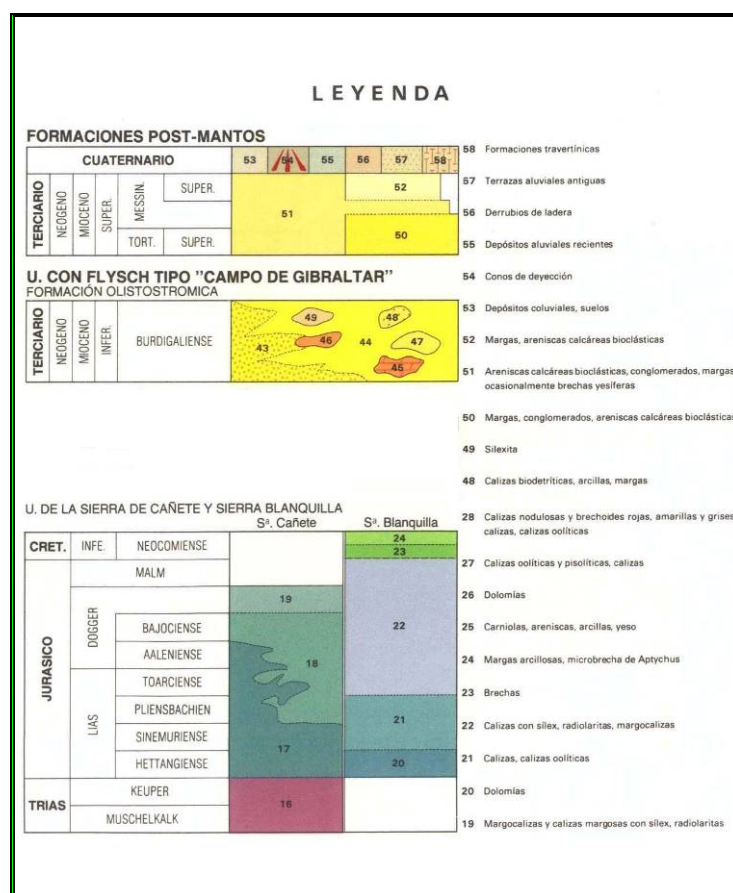 LEYENDA
FORMACIONES POST-MANTOS
CUATERNARIO
53
54
55
56
57
58
TERCIARIO
NEOGENO
MIOCENO
SUPER.
MESSIN.
SUPER.
TORT.
SUPER.
51
52
50
U. CON FLYSCH TIPO "CAMPO DE GIBRALTAR"
FORMACIÓN OLISTOSTROMICA
TERCIARIO
NEOGENO
MIOCENO
INFER.
BURDIGALIENSE
43
49
46
44
48
47
45
U. DE LA SIERRA DE CAÑETE Y SIERRA BLANQUILLA
Sª. Cañete
Sª. Blanquilla
CRET.
INFE.
NEOCOMIENSE
24
23
JURASICO
MALM
DOGGER
BAJOCIENSE
AALENIENSE
LIAS
TOARCIENSE
PLIENSBACHIEN
SINEMURIENSE
HETTANGIENSE
19
18
17
22
21
20
TRIAS
KEUPER
MUSCHELKALK
16
58 Formaciones travertínicas
57 Terrazas aluviales antiguas
56 Derrubios de ladera
55 Depósitos aluviales recientes
54 Conos de deyección
53 Depósitos coluviales, suelos
52 Margas, areniscas calcáreas bioclásticas
51 Areniscas calcáreas bioclásticas, conglomerados, margas
ocasionalmente brechas yesíferas
50 Margas, conglomerados, areniscas calcáreas bioclásticas
49 Silexita
48 Calizas biodetríticas, arcillas, margas
28 Calizas nodulosas y brechoides rojas, amarillas y grises
calizas, calizas oolíticas
27 Calizas oolíticas y pisolíticas, calizas
26 Dolomías
25 Carniolas, areniscas, arcillas, yeso
24 Margas arcillosas, microbrecha de Aptychus
23 Brechas
22 Calizas con sílex, radiolaritas, margocalizas
21 Calizas, calizas oolíticas
20 Dolomías
19 Margocalizas y calizas margosas con sílex, radiolaritas